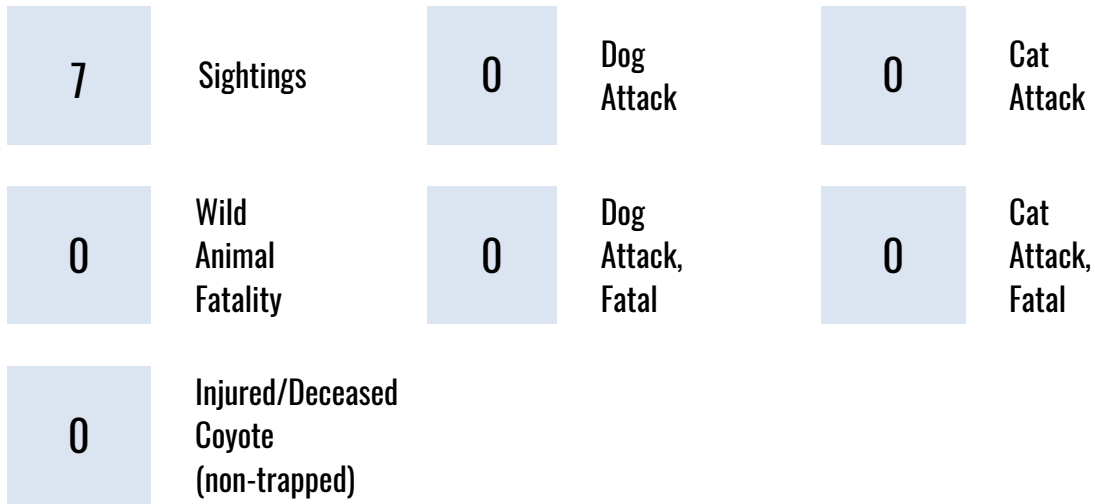 7
Sightings
0
Dog
Attack
0
Cat
Attack
0
Wild
Animal
Fatality
0
Dog
Attack,
Fatal
0
Cat
Attack,
Fatal
0
Injured/Deceased
Coyote
(non-trapped)